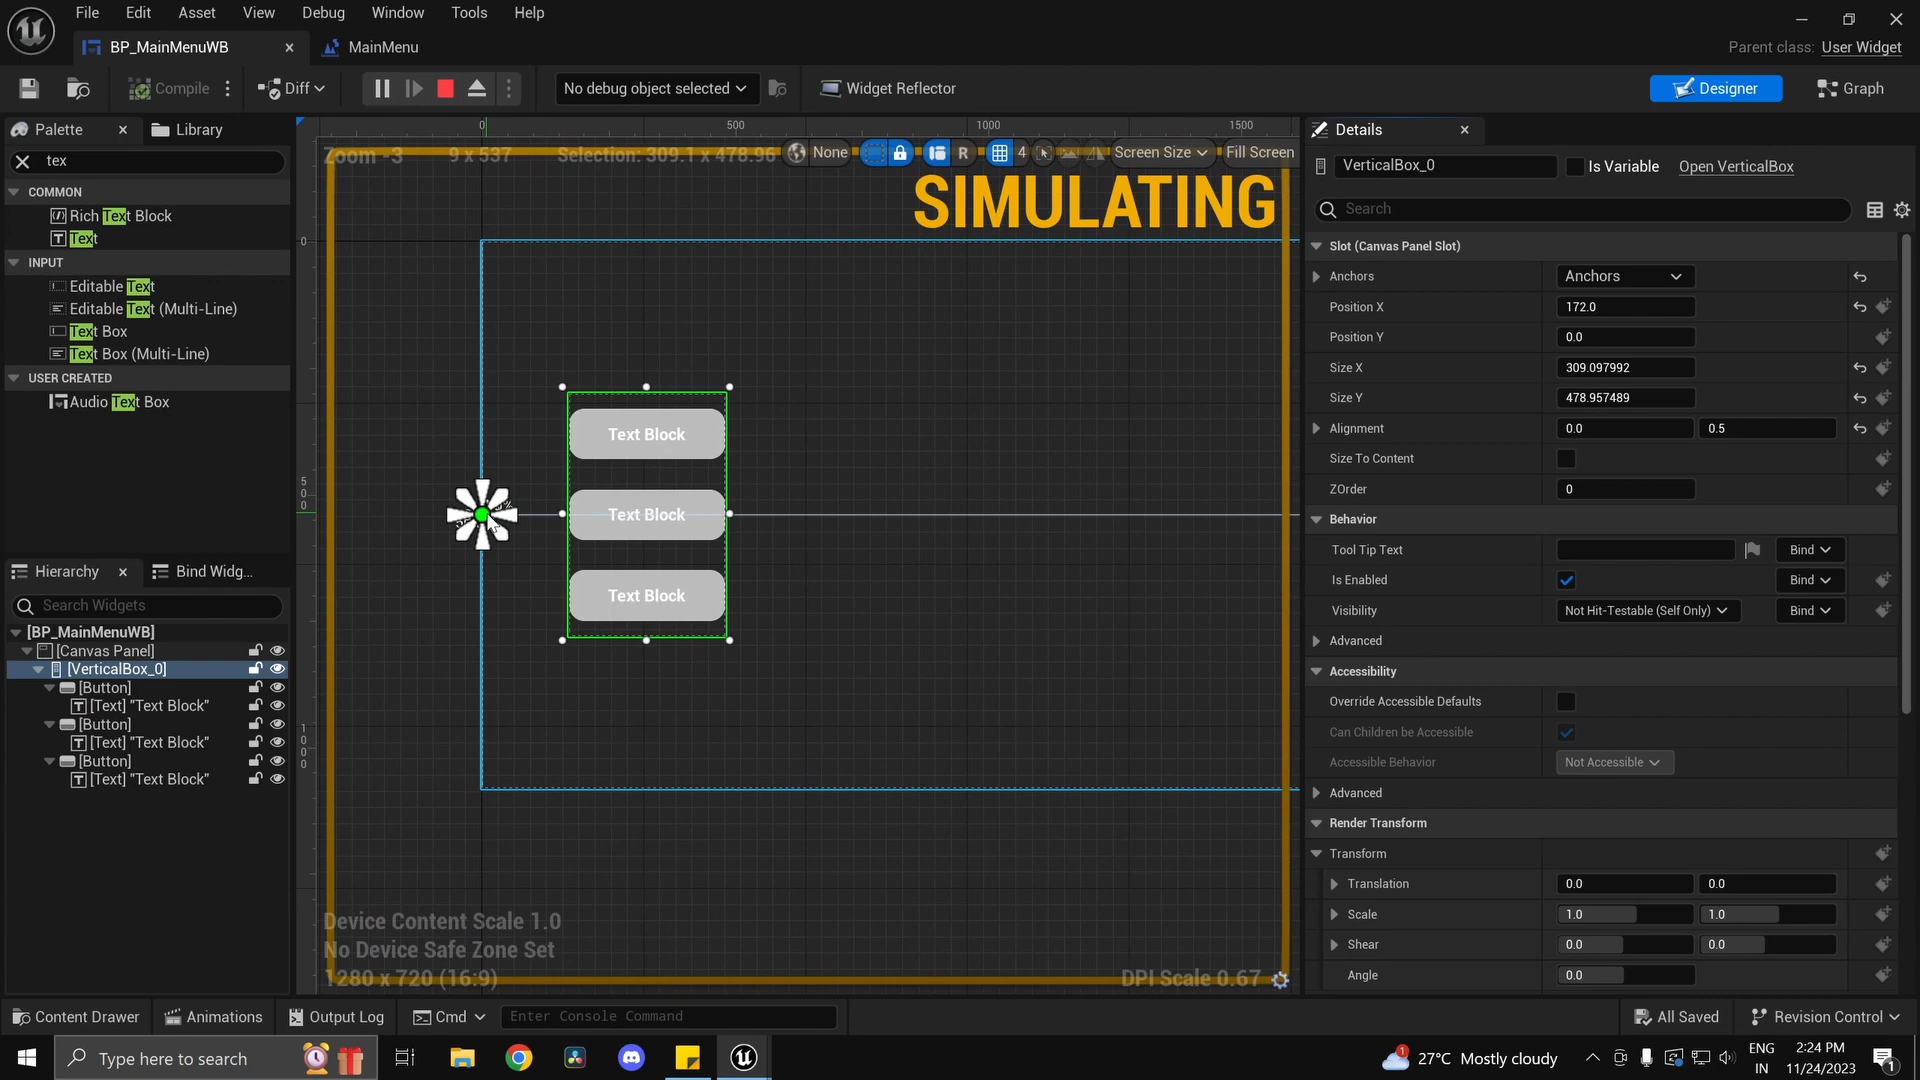 File Edit Asset View Debug Window Tools Help
BP_MainMenuWB MainMenu Parent class: User Widget
Compile Diff No debug object selected Widget Reflector Designer Graph
Palette Library
tex
COMMON
Rich Text Block
Text
INPUT
Editable Text
Editable Text (Multi-Line)
Text Box
Text Box (Multi-Line)
USER CREATED
Audio Text Box
Hierarchy Bind Widg...
Search Widgets
[BP_MainMenuWB]
[Canvas Panel]
[VerticalBox_0]
[Button]
[Text] "Text Block"
[Button]
[Text] "Text Block"
[Button]
[Text] "Text Block"
0 500 1000 1500
Zoom -3 9 x 537 Selection: 309.1 x 478.96 None R 4 Screen Size Fill Screen
SIMULATING
0
500
1000
Text Block
Text Block
Text Block
Device Content Scale 1.0
No Device Safe Zone Set
1280 x 720 (16:9) DPI Scale 0.67
Details
VerticalBox_0 Is Variable Open VerticalBox
Search
Slot (Canvas Panel Slot)
Anchors Anchors
Position X 172.0
Position Y 0.0
Size X 309.097992
Size Y 478.957489
Alignment 0.0 0.5
Size To Content
ZOrder 0
Behavior
Tool Tip Text Bind
Is Enabled Bind
Visibility Not Hit-Testable (Self Only) Bind
Advanced
Accessibility
Override Accessible Defaults
Can Children be Accessible
Accessible Behavior Not Accessible
Advanced
Render Transform
Transform
Translation 0.0 0.0
Scale 1.0 1.0
Shear 0.0 0.0
Angle 0.0
Content Drawer Animations Output Log Cmd Enter Console Command All Saved Revision Control
Type here to search 1 27°C Mostly cloudy ENG IN 2:24 PM 11/24/2023 1